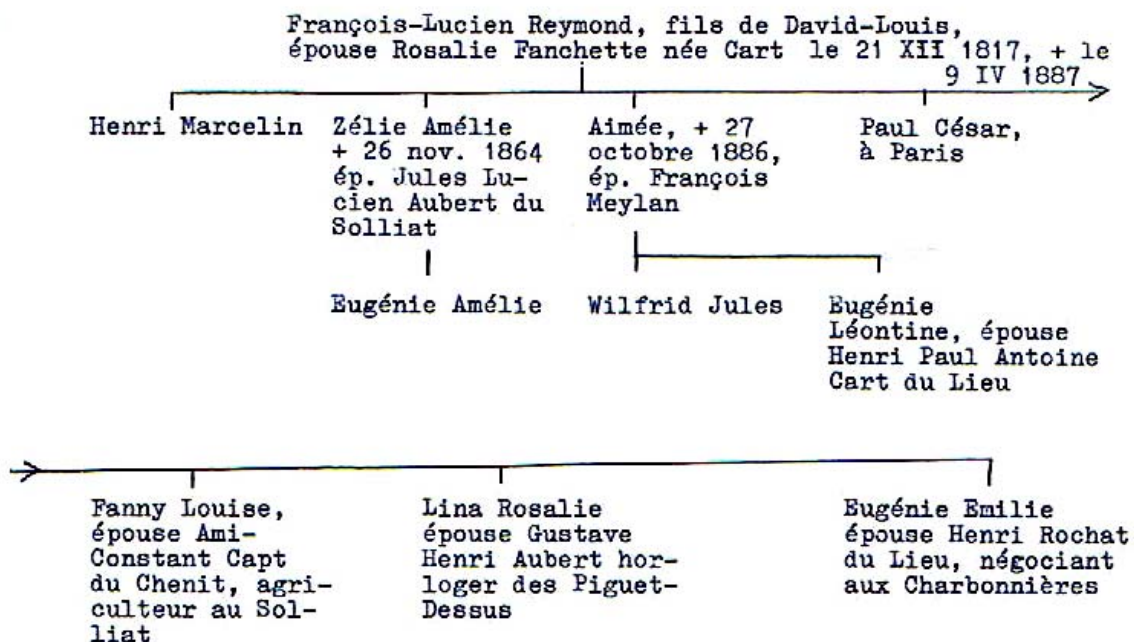 François-Lucien Reymond, fils de David-Louis,
épouse Rosalie Fanchette née Cart le 21 XII 1817, + le
9 IV 1887
Henri Marcelin
Zélie Amélie
+ 26 nov. 1864
ép. Jules Lu-
cien Aubert du
Solliat
Aimée, + 27
octobre 1886,
ép. François
Meylan
Paul César,
à Paris
Eugénie Amélie
Wilfrid Jules
Eugénie
Léontine, épouse
Henri Paul Antoine
Cart du Lieu
Fanny Louise,
épouse Ami-
Constant Capt
du Chenit, agri-
culteur au Sol-
liat
Lina Rosalie
épouse Gustave
Henri Aubert hor-
loger des Piguet-
Dessus
Eugénie Emilie
épouse Henri Rochat
du Lieu, négociant
aux Charbonnières